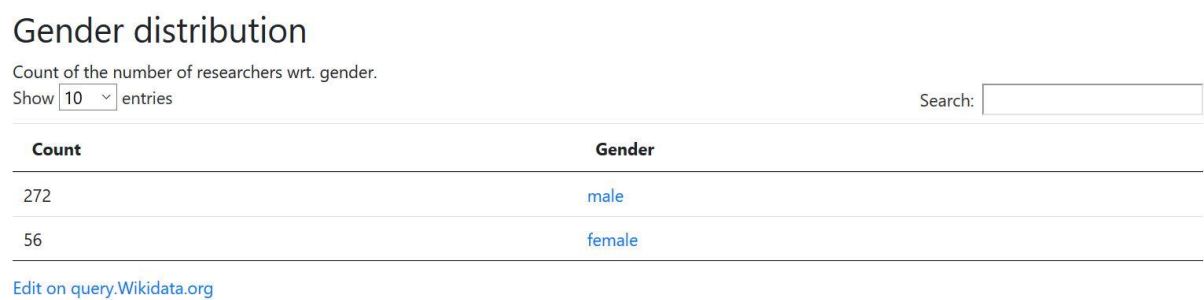 Gender distribution
Count of the number of researchers wrt. gender.
Show 10 entries Search:
Count Gender
272 male
56 female
Edit on query.Wikidata.org